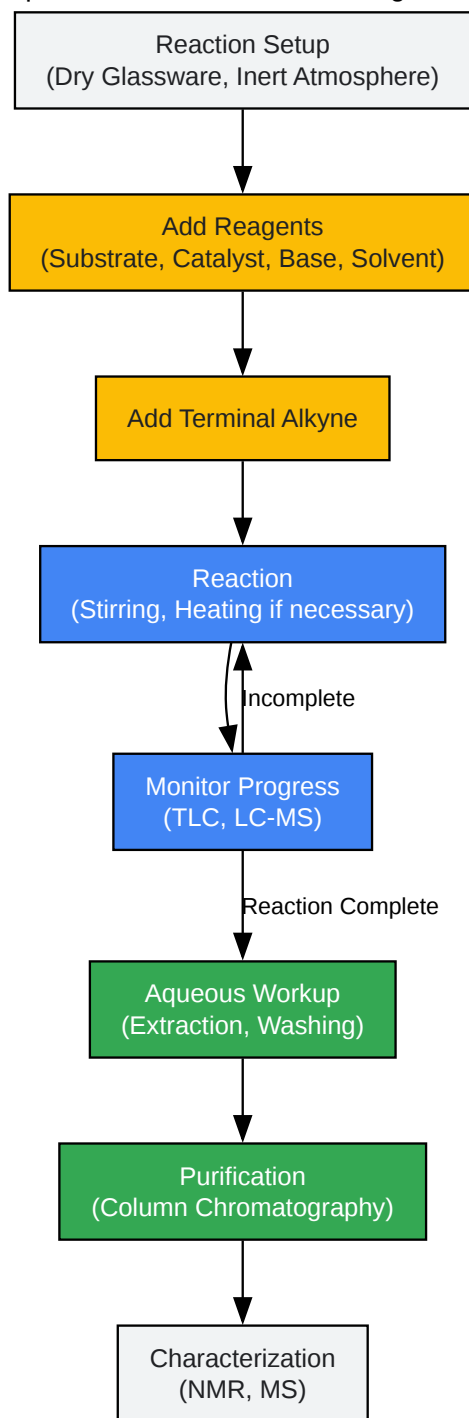 Reaction Setup
(Dry Glassware, Inert Atmosphere)
Add Reagents
(Substrate, Catalyst, Base, Solvent)
Add Terminal Alkyne
Reaction
(Stirring, Heating if necessary)
Incomplete
Monitor Progress
(TLC, LC-MS)
Reaction Complete
Aqueous Workup
(Extraction, Washing)
Purification
(Column Chromatography)
Characterization
(NMR, MS)